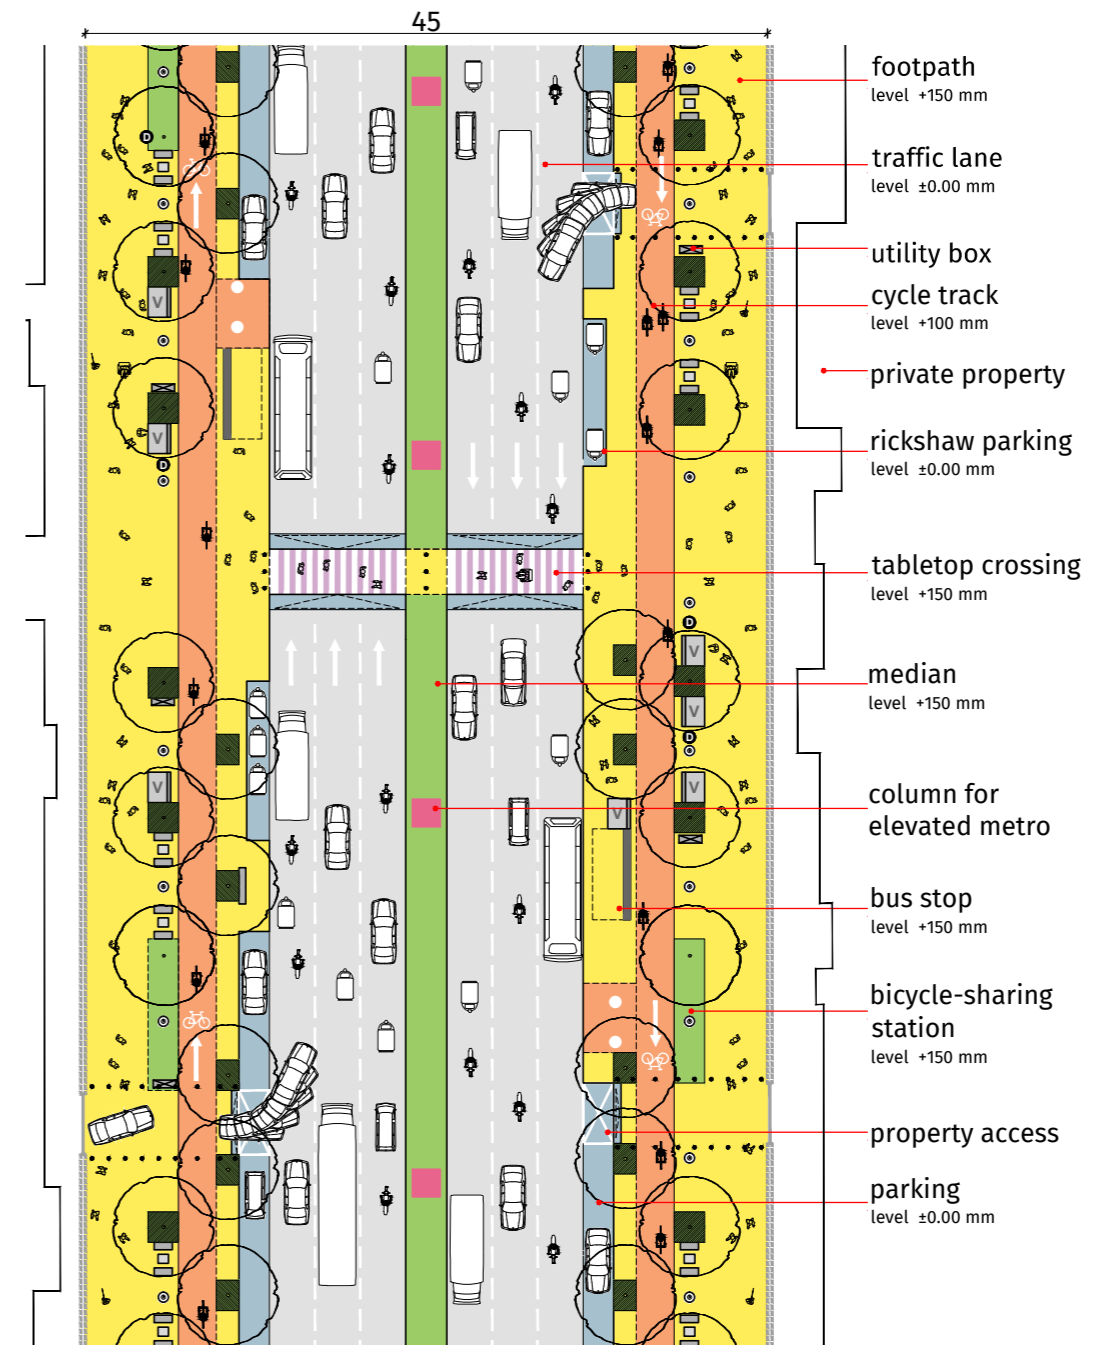 45
footpath
level +150 mm
traffic lane
level ±0.00 mm
utility box
cycle track
level +100 mm
private property
rickshaw parking
level ±0.00 mm
tabletop crossing
level +150 mm
median
level +150 mm
column for
elevated metro
bus stop
level +150 mm
bicycle-sharing
station
level +150 mm
property access
parking
level ±0.00 mm
D
V
V
D
D
V
V
D
V
V
V